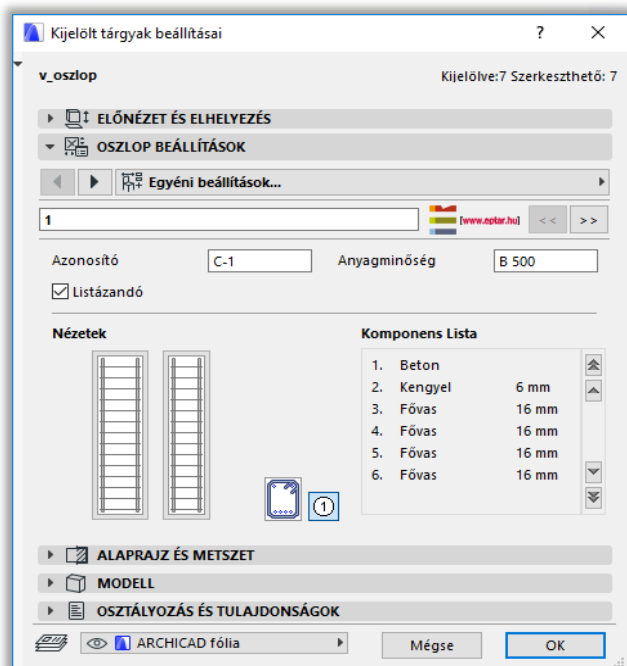 Kijelölt tárgyak beállításai ?
v_oszlop Kijelölve:7 Szerkeszthető: 7
ELŐNÉZET ÉS ELHELYEZÉS
OSZLOP BEÁLLÍTÁSOK
Egyéni beállítások...
1 [www.eptar.hu] << >>
Azonosító C-1 Anyagminőség B 500
Listázandó
Nézetek Komponens Lista
1. Beton
2. Kengyel 6 mm
3. Fővas 16 mm
4. Fővas 16 mm
5. Fővas 16 mm
6. Fővas 16 mm
1
ALAPRAJZ ÉS METSZET
MODELL
OSZTÁLYOZÁS ÉS TULAJDONSÁGOK
ARCHICAD fólia Mégse OK